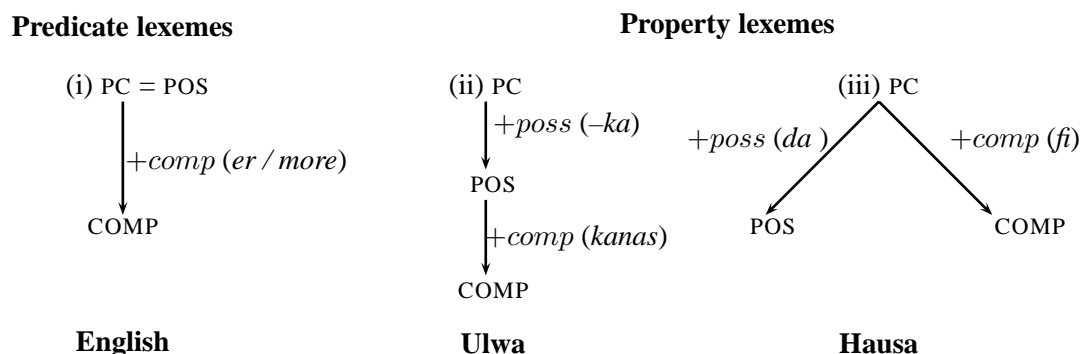 Predicate lexemes Property lexemes
(i) PC = POS (ii) PC (iii) PC
+poss (–ka)
+poss (da ) +comp (fi)
+comp (er / more)
POS
COMP POS COMP
+comp (kanas)
COMP
English Ulwa Hausa